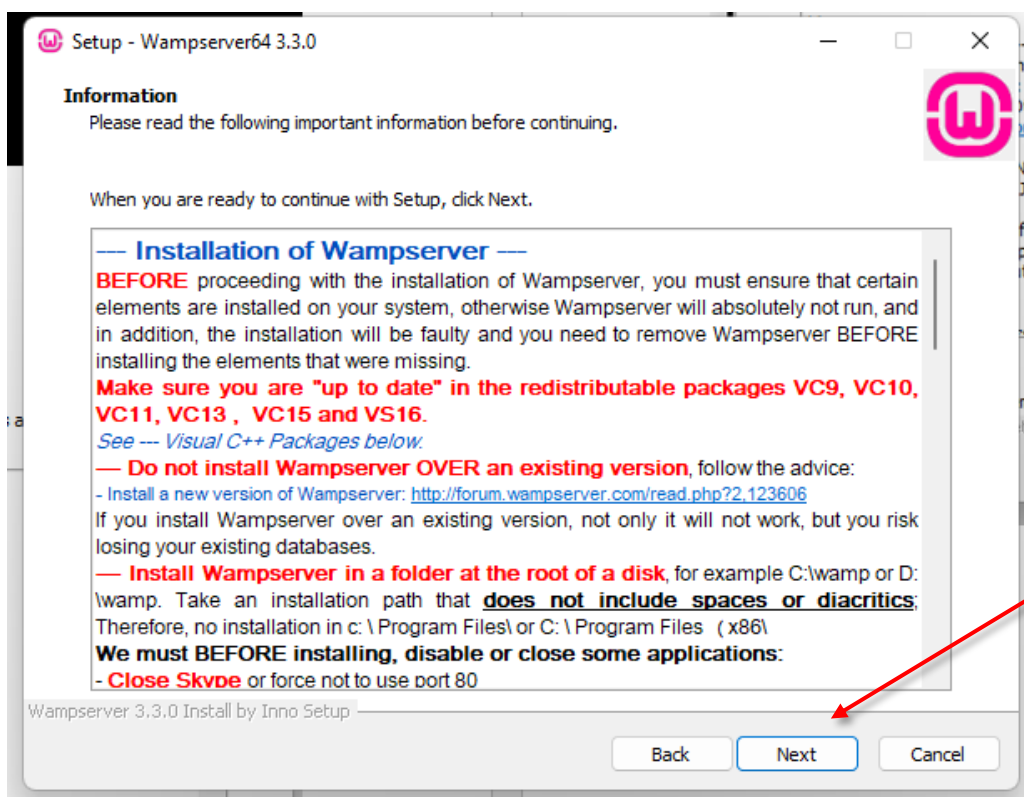 Setup - Wampserver64 3.3.0
Information
Please read the following important information before continuing.
When you are ready to continue with Setup, click Next.
--- Installation of Wampserver ---
BEFORE proceeding with the installation of Wampserver, you must ensure that certain
elements are installed on your system, otherwise Wampserver will absolutely not run, and
in addition, the installation will be faulty and you need to remove Wampserver BEFORE
installing the elements that were missing.
Make sure you are "up to date" in the redistributable packages VC9, VC10,
VC11, VC13 , VC15 and VS16.
See --- Visual C++ Packages below.
— Do not install Wampserver OVER an existing version, follow the advice:
- Install a new version of Wampserver: http://forum.wampserver.com/read.php?2,123606
If you install Wampserver over an existing version, not only it will not work, but you risk
losing your existing databases.
— Install Wampserver in a folder at the root of a disk, for example C:\wamp or D:
\wamp. Take an installation path that does not include spaces or diacritics;
Therefore, no installation in c: \ Program Files\ or C: \ Program Files ( x86\
We must BEFORE installing, disable or close some applications:
- Close Skype or force not to use port 80
Wampserver 3.3.0 Install by Inno Setup
Back Next Cancel